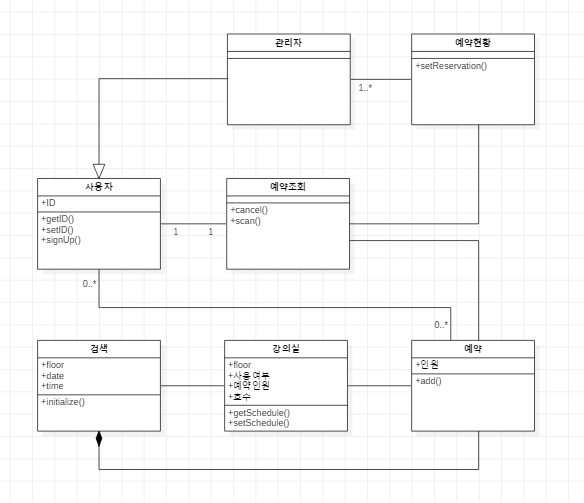 관리자
예약현황
+setReservation()
1..*
사용자
+ID
+getID()
+setID()
+signUp()
1
1
예약조회
+cancel()
+scan()
0..*
0..*
검색
+floor
+date
+time
+initialize()
강의실
+floor
+사용여부
+예약인원
+호수
+getSchedule()
+setSchedule()
예약
+인원
+add()